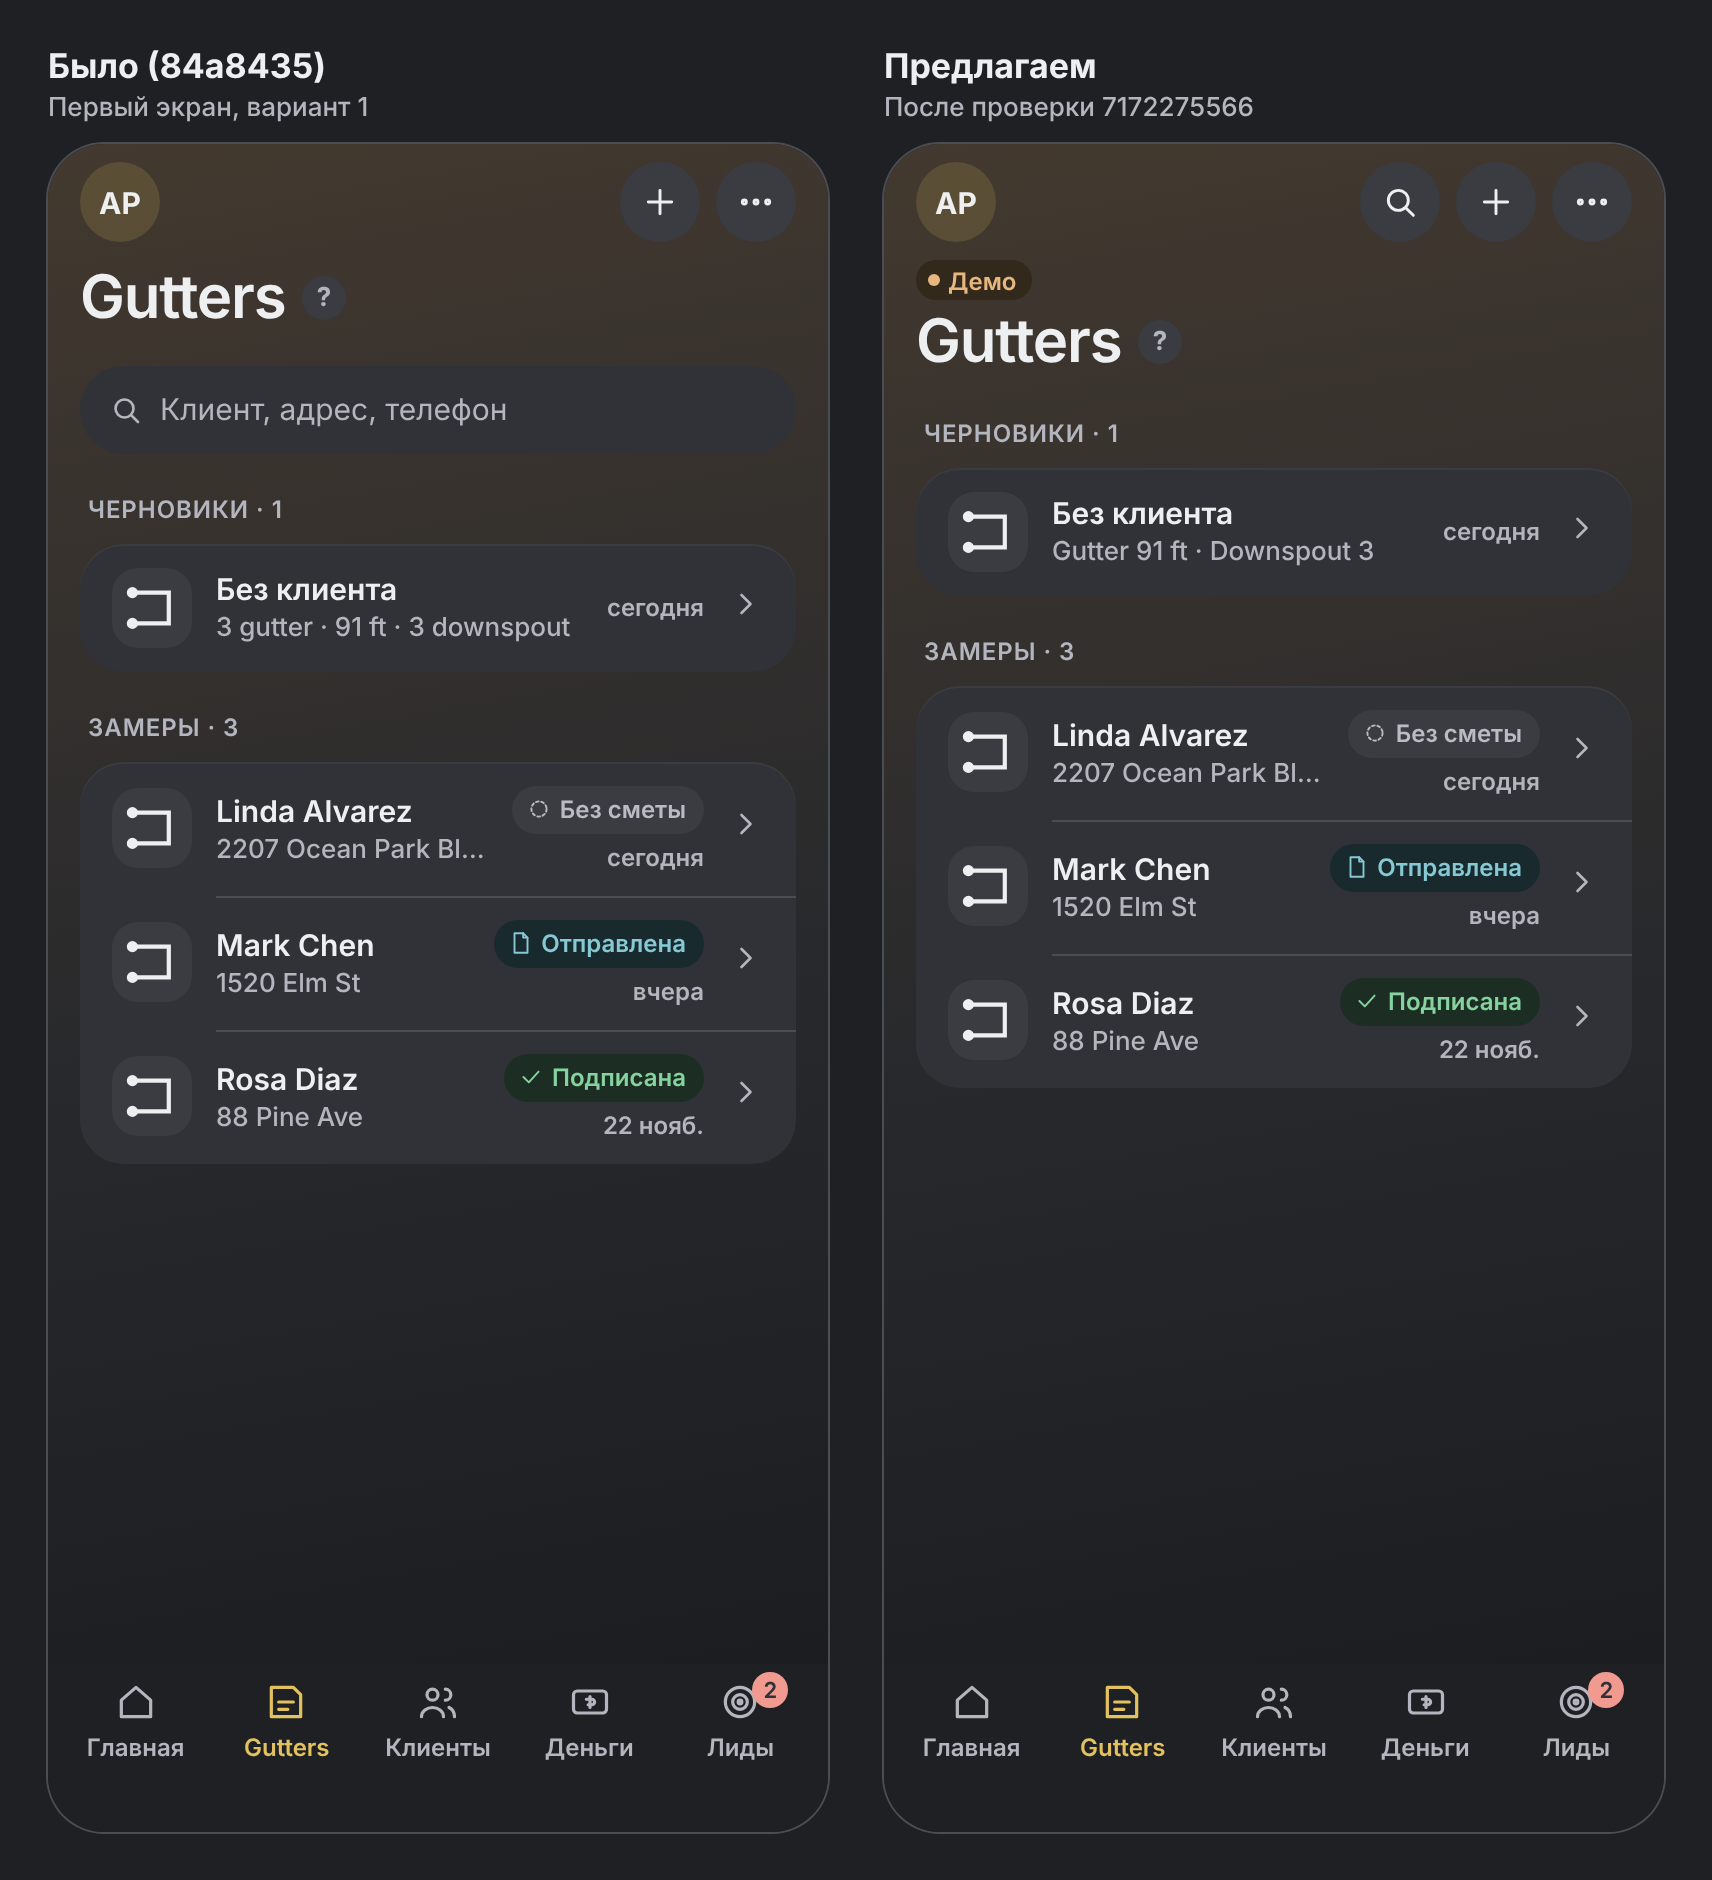 Было (84a8435)
Первый экран, вариант 1
AP
Gutters ?
Клиент, адрес, телефон
ЧЕРНОВИКИ · 1
Без клиента
3 gutter · 91 ft · 3 downspout
сегодня
ЗАМЕРЫ · 3
Linda Alvarez
2207 Ocean Park Bl...
Без сметы
сегодня
Mark Chen
1520 Elm St
Отправлена
вчера
Rosa Diaz
88 Pine Ave
Подписана
22 нояб.
Главная
Gutters
Клиенты
Деньги
2
Лиды
Предлагаем
После проверки 7172275566
AP
Демо
Gutters ?
ЧЕРНОВИКИ · 1
Без клиента
Gutter 91 ft · Downspout 3
сегодня
ЗАМЕРЫ · 3
Linda Alvarez
2207 Ocean Park Bl...
Без сметы
сегодня
Mark Chen
1520 Elm St
Отправлена
вчера
Rosa Diaz
88 Pine Ave
Подписана
22 нояб.
Главная
Gutters
Клиенты
Деньги
2
Лиды